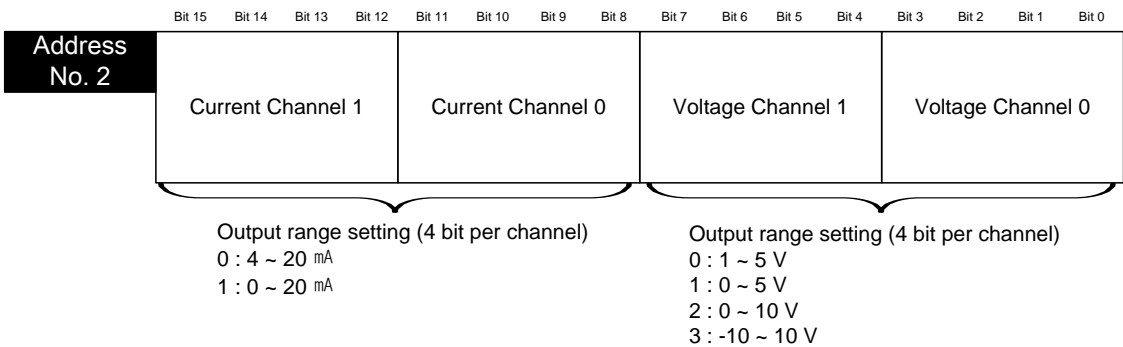 Bit 15 Bit 14 Bit 13 Bit 12 Bit 11 Bit 10 Bit 9 Bit 8 Bit 7 Bit 6 Bit 5 Bit 4 Bit 3 Bit 2 Bit 1 Bit 0
Address
No. 2
Current Channel 1 Current Channel 0 Voltage Channel 1 Voltage Channel 0
Output range setting (4 bit per channel)
0 : 4 ~ 20 ㎃
1 : 0 ~ 20 ㎃
Output range setting (4 bit per channel)
0 : 1 ~ 5 V
1 : 0 ~ 5 V
2 : 0 ~ 10 V
3 : -10 ~ 10 V